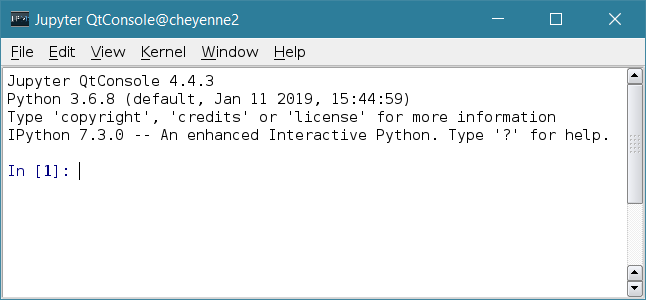 Jupyter QtConsole@cheyenne2
File Edit View Kernel Window Help
Jupyter QtConsole 4.4.3
Python 3.6.8 (default, Jan 11 2019, 15:44:59)
Type 'copyright', 'credits' or 'license' for more information
IPython 7.3.0 -- An enhanced Interactive Python. Type '?' for help.
In [1]: